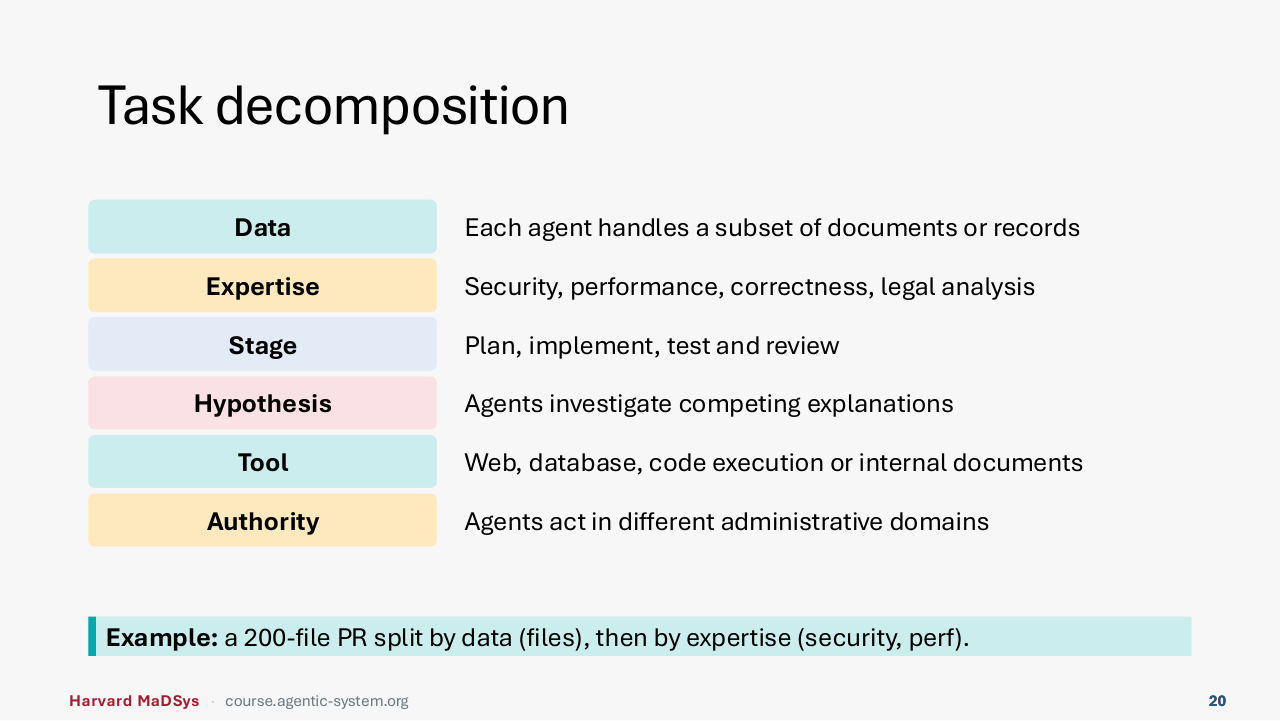 Task decomposition
Data
Each agent handles a subset of documents or records
Expertise
Security, performance, correctness, legal analysis
Stage
Plan, implement, test and review
Hypothesis
Agents investigate competing explanations
Tool
Web, database, code execution or internal documents
Authority
Agents act in different administrative domains
Example: a 200-file PR split by data (files), then by expertise (security, perf).
Harvard MaDSys · course.agentic-system.org
20